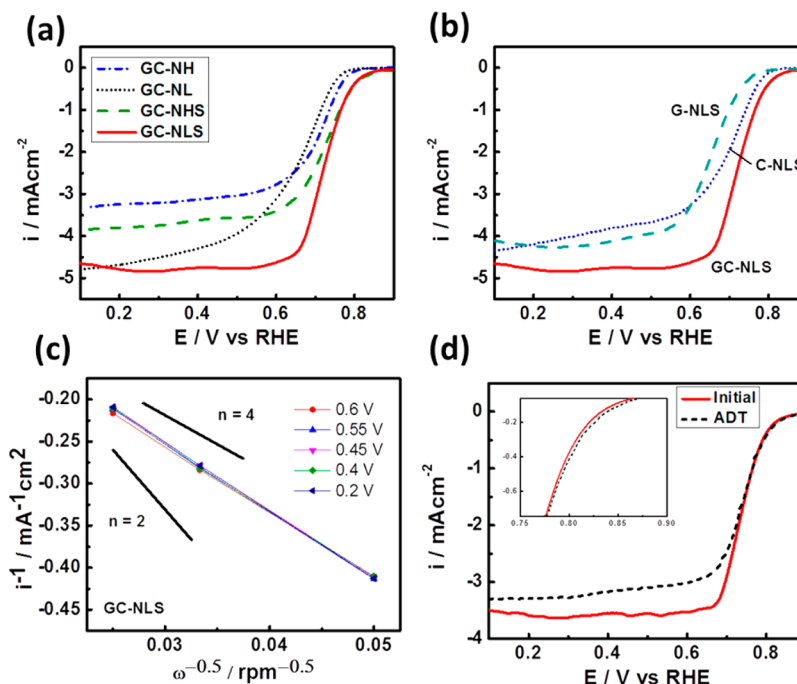 (a)
GC-NH
GC-NL
GC-NHS
GC-NLS
0
-1
-2
-3
-4
-5
i / mAcm-2
0.2 0.4 0.6 0.8
E / V vs RHE
(b)
G-NLS
C-NLS
GC-NLS
0
-1
-2
-3
-4
-5
i / mAcm-2
0.2 0.4 0.6 0.8
E / V vs RHE
(c)
n = 4
n = 2
0.6 V
0.55 V
0.45 V
0.4 V
0.2 V
GC-NLS
-0.20
-0.25
-0.30
-0.35
-0.40
-0.45
i-1 / mA-1cm2
0.03 0.04 0.05
ω-0.5 / rpm-0.5
(d)
Initial
ADT
-0.2
-0.4
-0.6
0.75 0.80 0.85 0.90
0
-1
-2
-3
-4
i / mAcm-2
0.2 0.4 0.6 0.8
E / V vs RHE